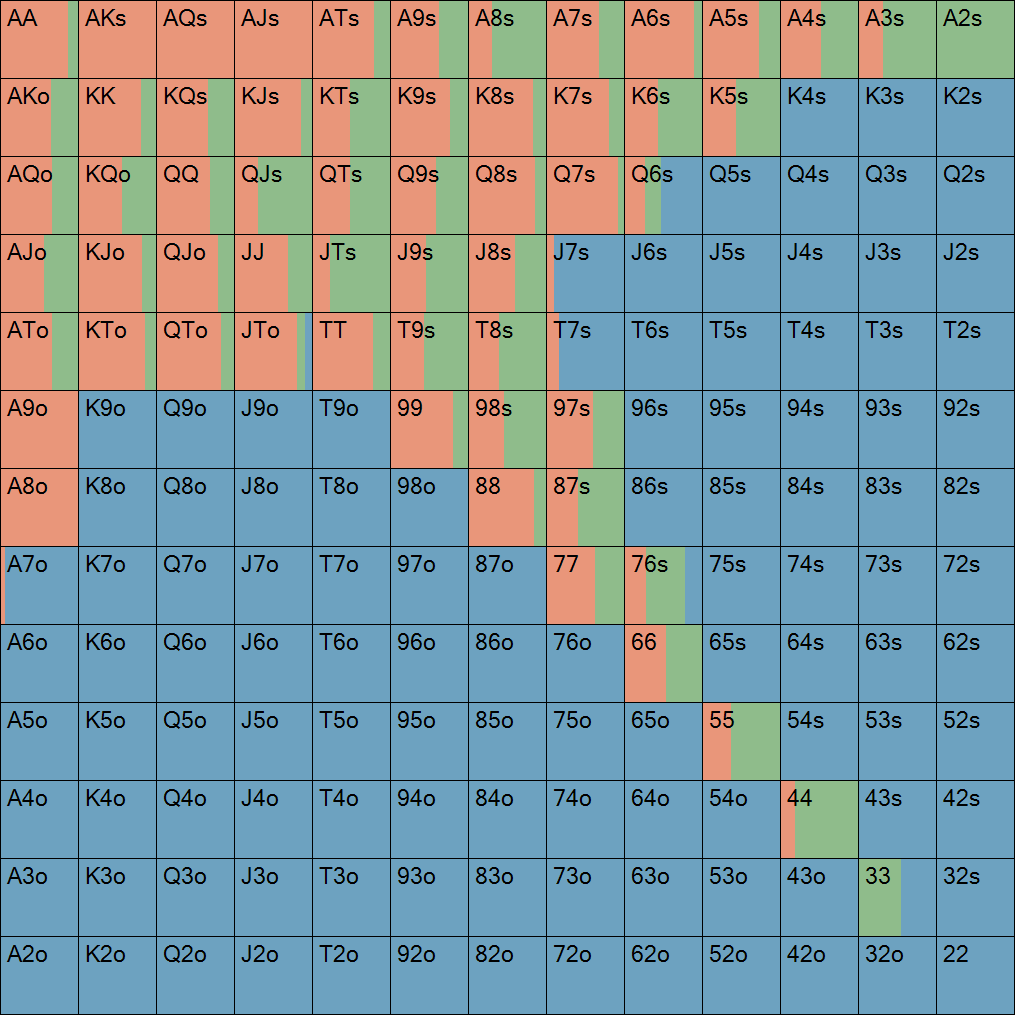 AA AKs AQs AJs ATs A9s A8s A7s A6s A5s A4s A3s A2s
AKo KK KQs KJs KTs K9s K8s K7s K6s K5s K4s K3s K2s
AQo KQo QQ QJs QTs Q9s Q8s Q7s Q6s Q5s Q4s Q3s Q2s
AJo KJo QJo JJ JTs J9s J8s J7s J6s J5s J4s J3s J2s
ATo KTo QTo JTo TT T9s T8s T7s T6s T5s T4s T3s T2s
A9o K9o Q9o J9o T9o 99 98s 97s 96s 95s 94s 93s 92s
A8o K8o Q8o J8o T8o 98o 88 87s 86s 85s 84s 83s 82s
A7o K7o Q7o J7o T7o 97o 87o 77 76s 75s 74s 73s 72s
A6o K6o Q6o J6o T6o 96o 86o 76o 66 65s 64s 63s 62s
A5o K5o Q5o J5o T5o 95o 85o 75o 65o 55 54s 53s 52s
A4o K4o Q4o J4o T4o 94o 84o 74o 64o 54o 44 43s 42s
A3o K3o Q3o J3o T3o 93o 83o 73o 63o 53o 43o 33 32s
A2o K2o Q2o J2o T2o 92o 82o 72o 62o 52o 42o 32o 22